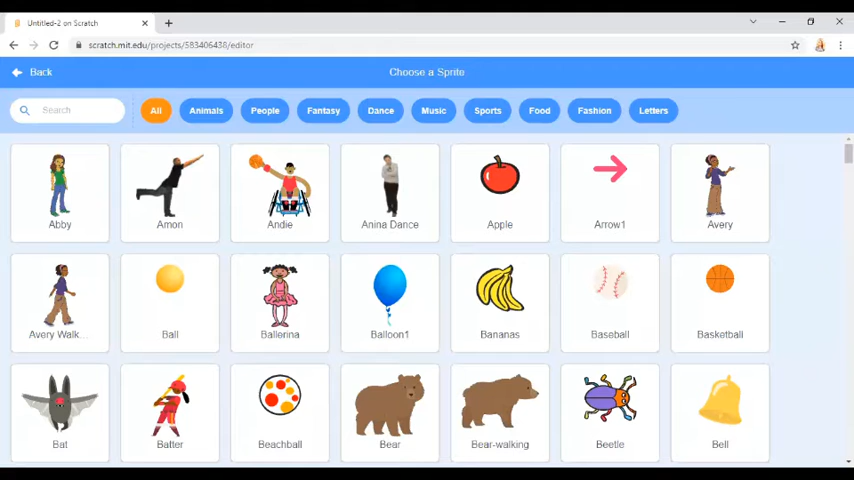 Untitled-2 on Scratch
scratch.mit.edu/projects/583406438/editor
Back
Choose a Sprite
Search
All
Animals
People
Fantasy
Dance
Music
Sports
Food
Fashion
Letters
Abby
Amon
Andie
Anina Dance
Apple
Arrow1
Avery
Avery Walk...
Ball
Ballerina
Balloon1
Bananas
Baseball
Basketball
Bat
Batter
Beachball
Bear
Bear-walking
Beetle
Bell